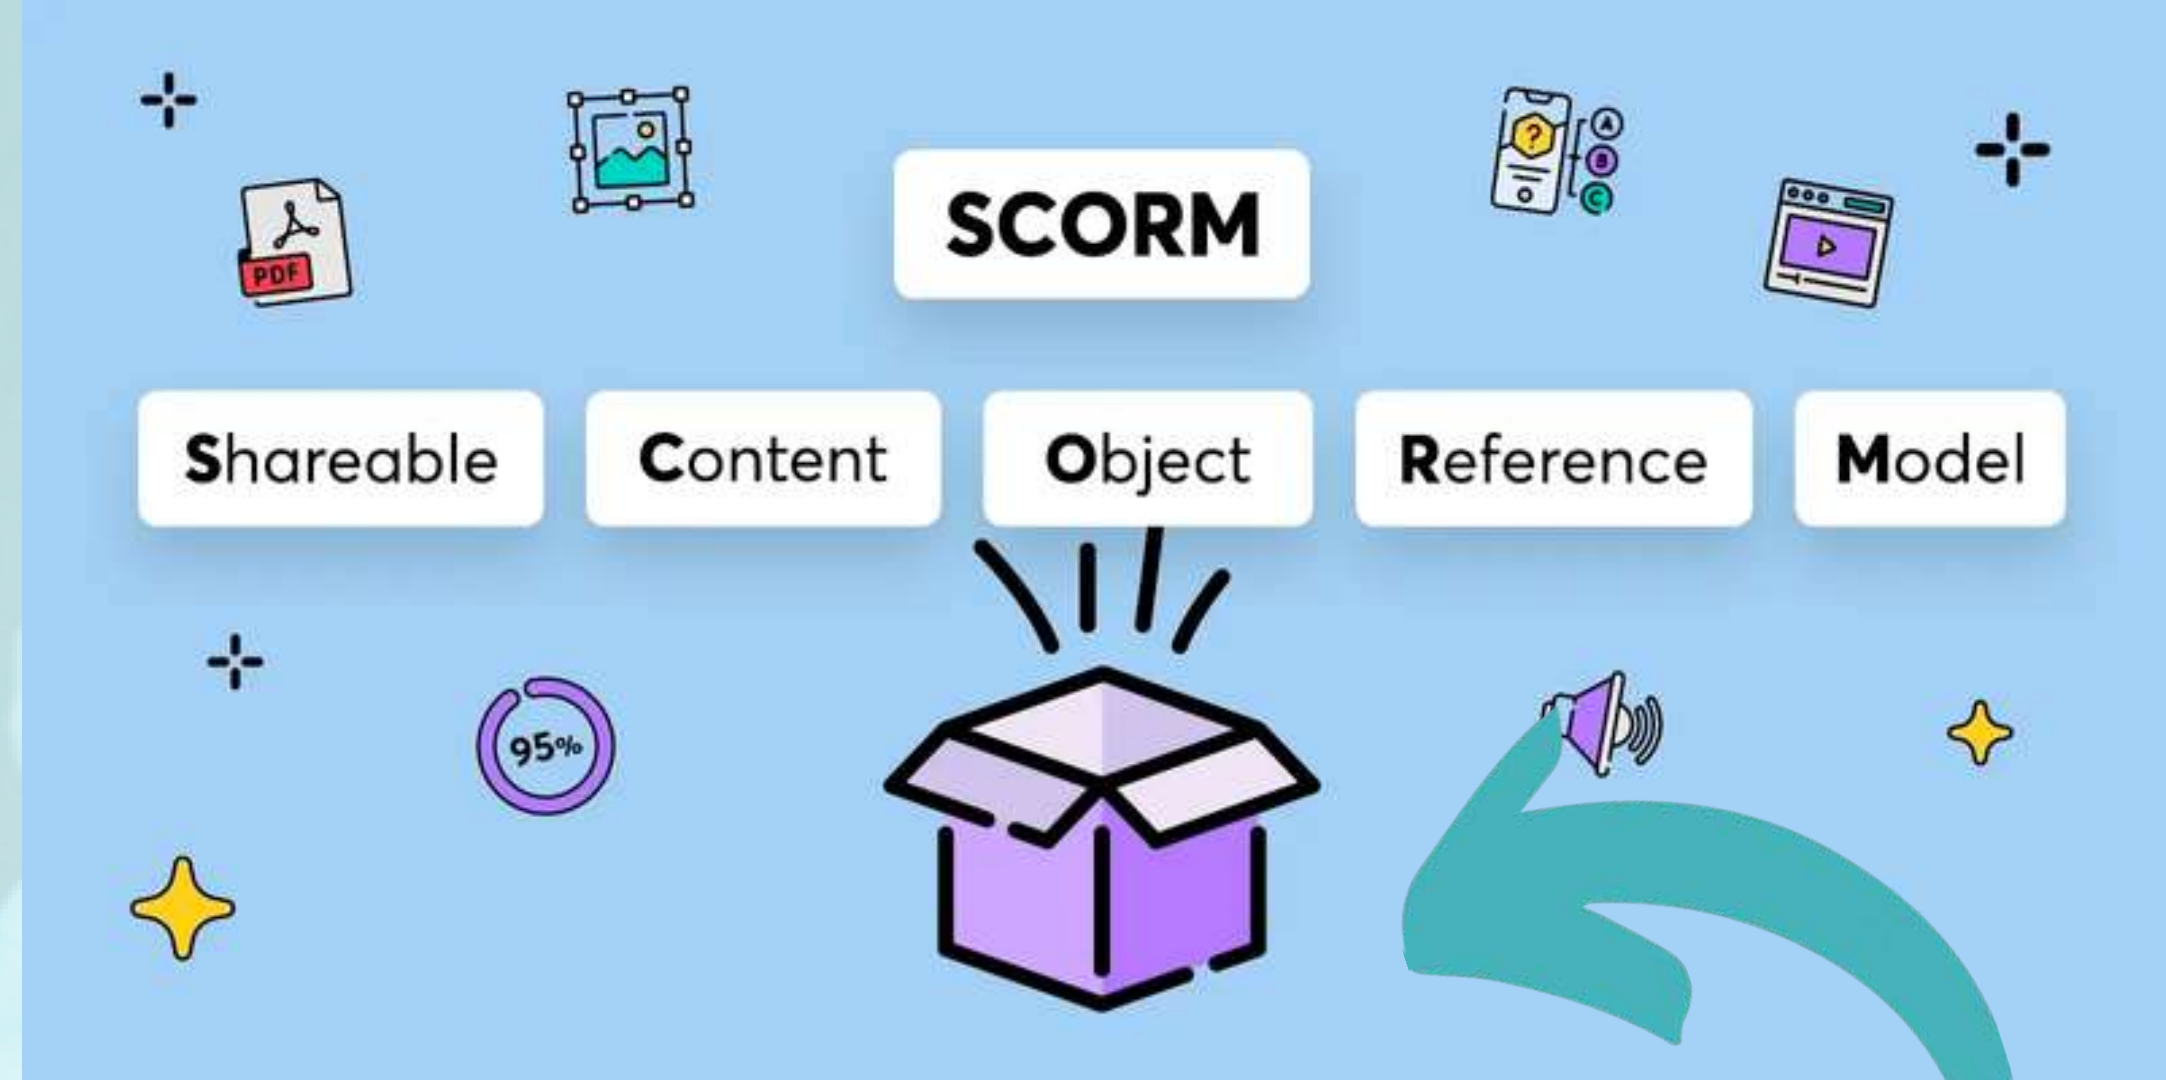 SCORM
? A
B
C
PDF
Shareable Content Object Reference Model
95%